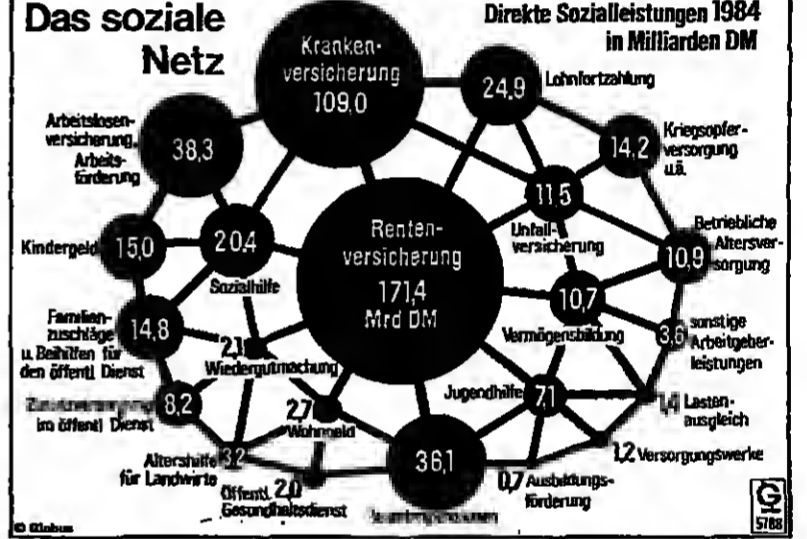 Das soziale
Netz
Direkte Sozialleistungen 1984
in Milliarden DM
Kranken-
versicherung
109,0
24,9
Lohnfortzahlung
Arbeitslosen-
versicherung,
Arbeits-
förderung
38,3
14,2
Kriegsopfer-
versorgung
u.ä.
11,5
Unfall-
versicherung
Kindergeld
15,0
20,4
Sozialhilfe
Renten-
versicherung
171,4
Mrd DM
Betriebliche
Altersver-
sorgung
10,9
10,7
Vermögensbildung
Familien-
zuschläge
u. Beihilfen für
den öffentl Dienst
14,8
2,1
Wiedergutmachung
3,6
sonstige
Arbeitgeber-
leistungen
Jugendhilfe
7,1
1,4
Lasten-
ausgleich
im öffentl Dienst
8,2
2,7
Wohngeld
Altershilfe
für Landwirte
3,2
Öffentl.
Gesundheitsdienst
2,0
36,1
0,7
Ausbildungs-
förderung
1,2 Versorgungswerke
© Globus
G
5788